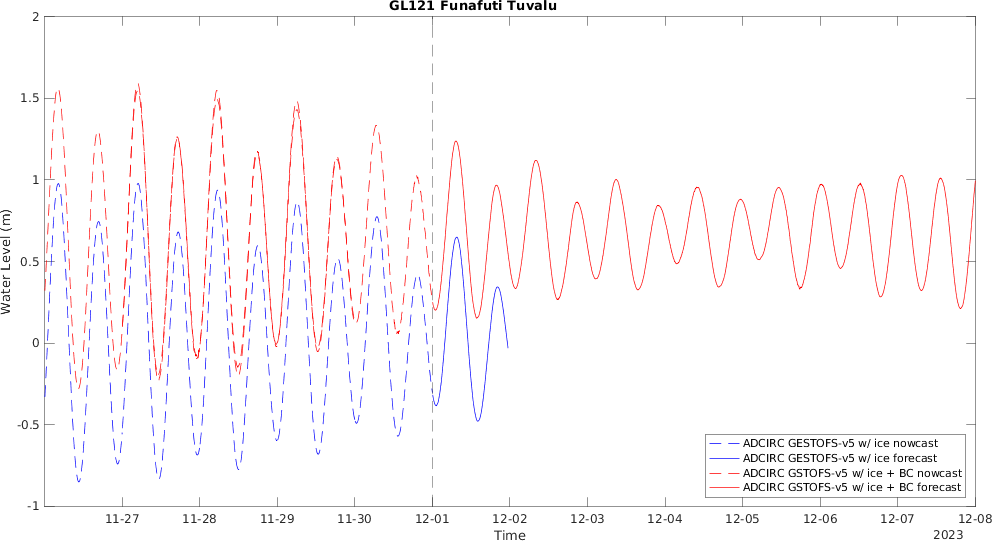 GL121 Funafuti Tuvalu
2
1.5
1
0.5
0
-0.5
-1
Water Level (m)
ADCIRC GESTOFS-v5 w/ ice nowcast
ADCIRC GESTOFS-v5 w/ ice forecast
ADCIRC GSTOFS-v5 w/ ice + BC nowcast
ADCIRC GSTOFS-v5 w/ ice + BC forecast
11-27 11-28 11-29 11-30 12-01 12-02 12-03 12-04 12-05 12-06 12-07 12-08
Time
2023